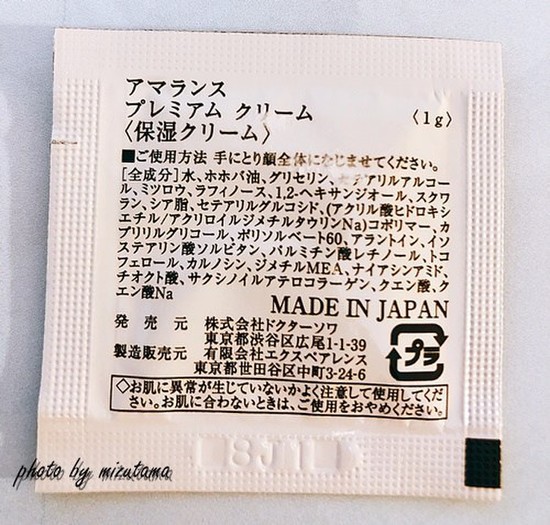 アマランス
プレミアム クリーム 〈1g〉
〈保湿クリーム〉
■ご使用方法 手にとり顔全体になじませてください。
[全成分]水、ホホバ油、グリセリン、セテアリルアルコー
ル、ミツロウ、ラフィノース、1,2-ヘキサンジオール、スクワ
ラン、シア脂、セテアリルグルコシド、(アクリル酸ヒドロキシ
エチル/アクリロイルジメチルタウリンNa)コポリマー、カ
プリリルグリコール、ポリソルベート60、アラントイン、イソ
ステアリン酸ソルビタン、パルミチン酸レチノール、トコ
フェロール、カルノシン、ジメチルMEA、ナイアシンアミド、
チオクト酸、サクシノイルアテロコラーゲン、クエン酸、ク
エン酸Na
MADE IN JAPAN
発売元 株式会社ドクターソワ
東京都渋谷区広尾1-1-39
製造販売元 有限会社エクスペアレンス
東京都世田谷区中町3-24-6
プラ
◇お肌に異常が生じていないかよく注意して使用してくだ
さい。お肌に合わないときは、ご使用をおやめください。
8J11
photo by mizutama